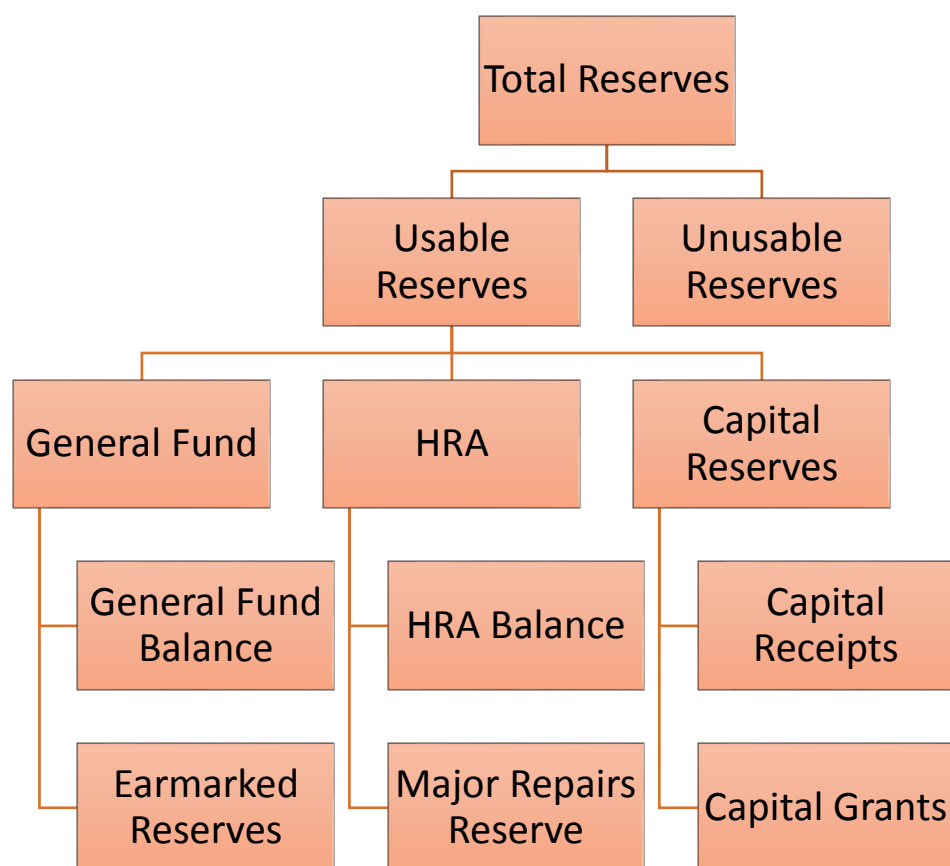 Total Reserves
Usable
Reserves
Unusable
Reserves
General Fund
HRA
Capital
Reserves
General Fund
Balance
HRA Balance
Capital
Receipts
Earmarked
Reserves
Major Repairs
Reserve
Capital Grants